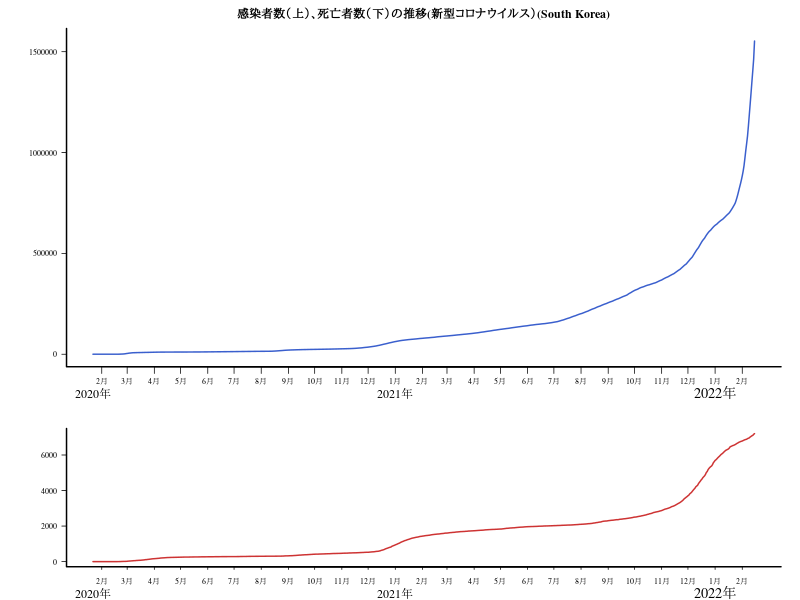 感染者数（上）、死亡者数（下）の推移(新型コロナウイルス）(South Korea)
1500000
1000000
500000
0
2月 3月 4月 5月 6月 7月 8月 9月 10月 11月 12月 1月 2月 3月 4月 5月 6月 7月 8月 9月 10月 11月 12月 1月 2月
2020年 2021年 2022年
6000
4000
2000
0
2月 3月 4月 5月 6月 7月 8月 9月 10月 11月 12月 1月 2月 3月 4月 5月 6月 7月 8月 9月 10月 11月 12月 1月 2月
2020年 2021年 2022年